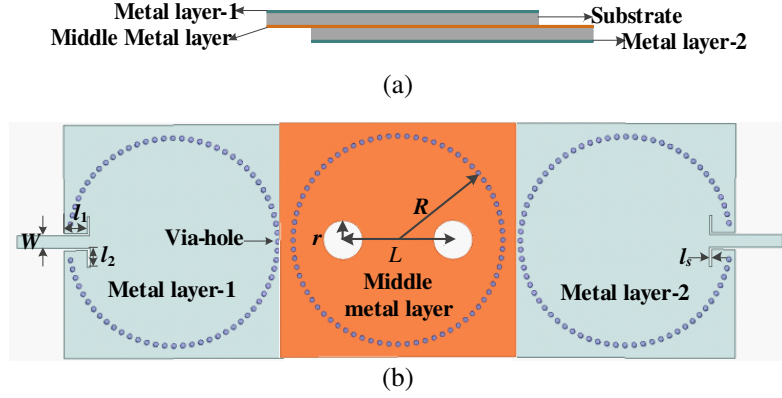 Metal layer-1
Substrate
Middle Metal layer
Metal layer-2
(a)
l1
R
W
Via-hole
r
L
l2
ls
Metal layer-1
Middle
metal layer
Metal layer-2
(b)